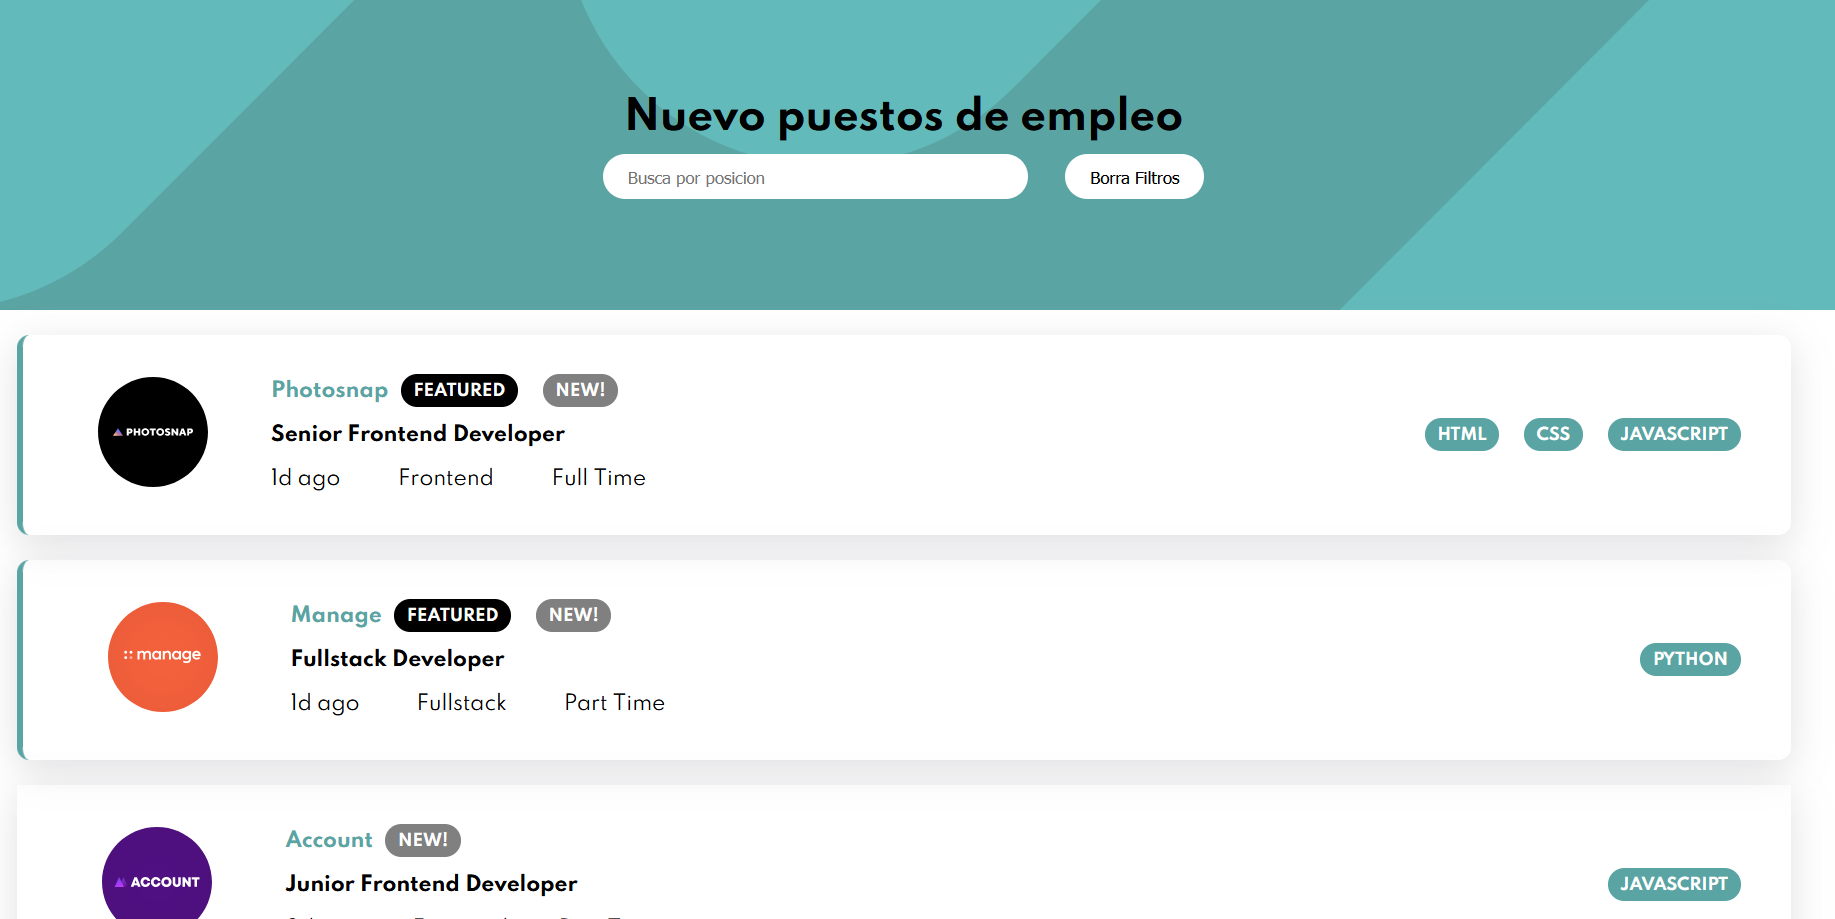 Nuevo puestos de empleo
Busca por posicion
Borra Filtros
PHOTOSNAP
Photosnap FEATURED NEW!
Senior Frontend Developer
1d ago Frontend Full Time
HTML CSS JAVASCRIPT
manage
Manage FEATURED NEW!
Fullstack Developer
1d ago Fullstack Part Time
PYTHON
ACCOUNT
Account NEW!
Junior Frontend Developer
JAVASCRIPT